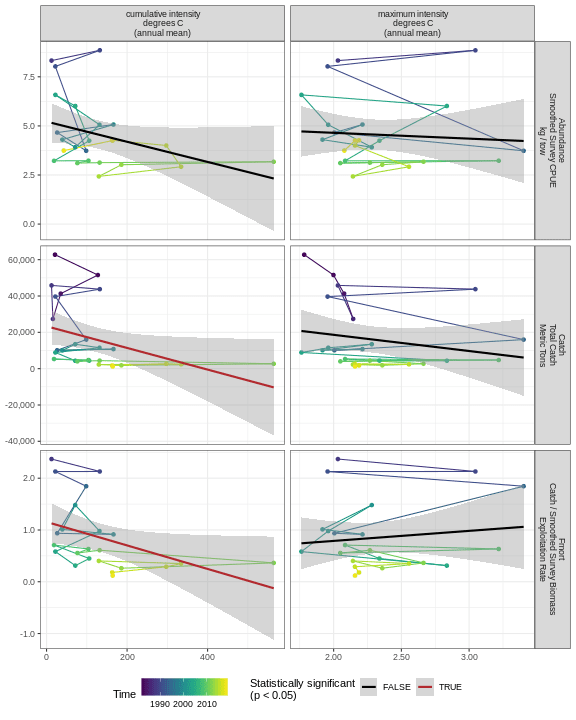 cumulative intensity
degrees C
(annual mean)
maximum intensity
degrees C
(annual mean)
7.5
5.0
2.5
0.0
Abundance
Smoothed Survey CPUE
kg / tow
60,000
40,000
20,000
0
-20,000
-40,000
Catch
Total Catch
Metric Tons
2.0
1.0
0.0
-1.0
Fmort
Catch / Smoothed Survey Biomass
Exploitation Rate
0
200
400
2.00
2.50
3.00
Time
1990 2000 2010
Statistically significant
(p < 0.05)
FALSE
TRUE